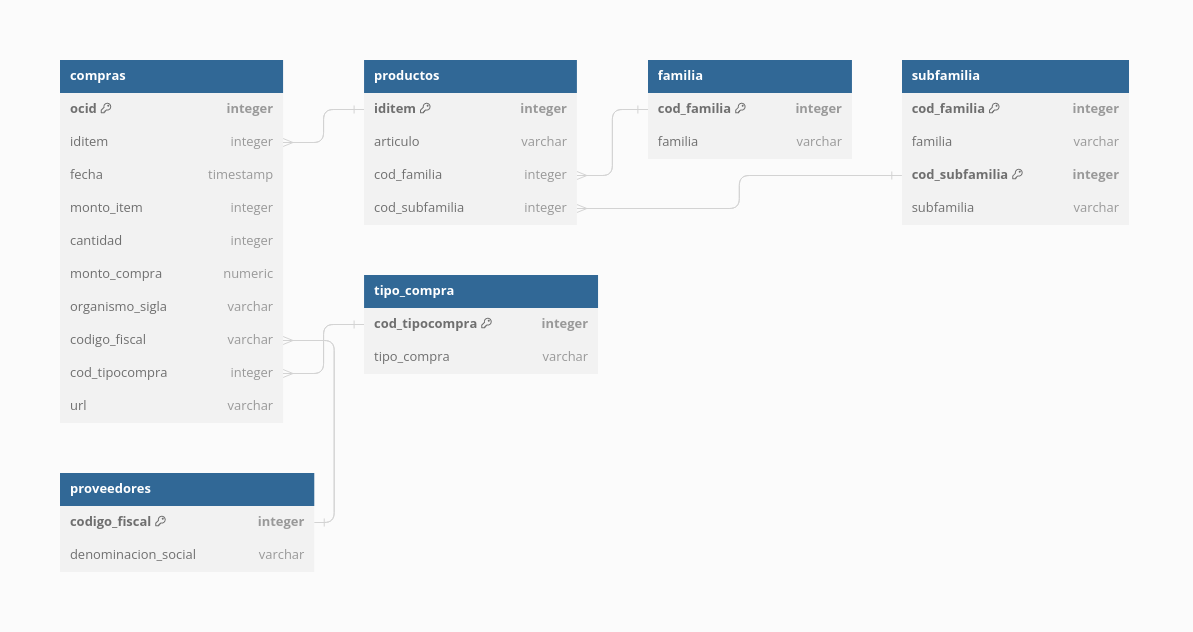 compras
ocid integer
iditem integer
fecha timestamp
monto_item integer
cantidad integer
monto_compra numeric
organismo_sigla varchar
codigo_fiscal varchar
cod_tipocompra integer
url varchar
productos
iditem integer
articulo varchar
cod_familia integer
cod_subfamilia integer
familia
cod_familia integer
familia varchar
subfamilia
cod_familia integer
familia varchar
cod_subfamilia integer
subfamilia varchar
tipo_compra
cod_tipocompra integer
tipo_compra varchar
proveedores
codigo_fiscal integer
denominacion_social varchar